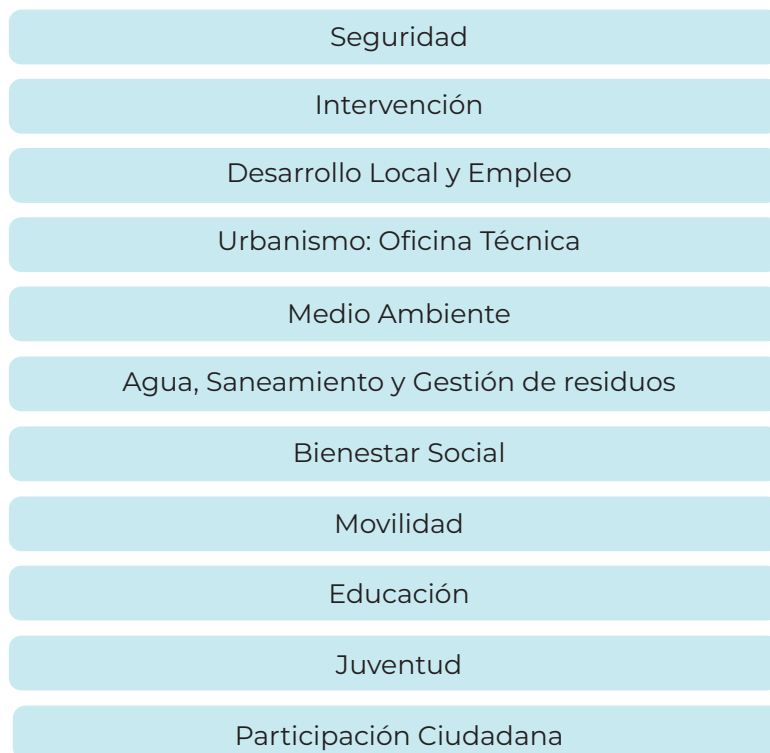 Seguridad
Intervención
Desarrollo Local y Empleo
Urbanismo: Oficina Técnica
Medio Ambiente
Agua, Saneamiento y Gestión de residuos
Bienestar Social
Movilidad
Educación
Juventud
Participación Ciudadana